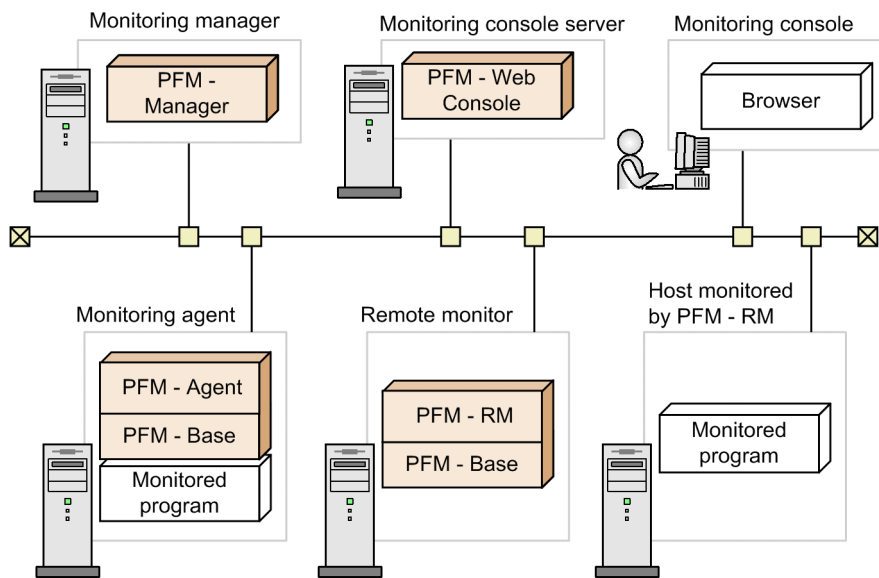 Monitoring manager
Monitoring console server
Monitoring console
PFM -
Manager
PFM - Web
Console
Browser
Monitoring agent
Remote monitor
Host monitored
by PFM - RM
PFM - Agent
PFM - Base
Monitored
program
PFM - RM
PFM - Base
Monitored
program